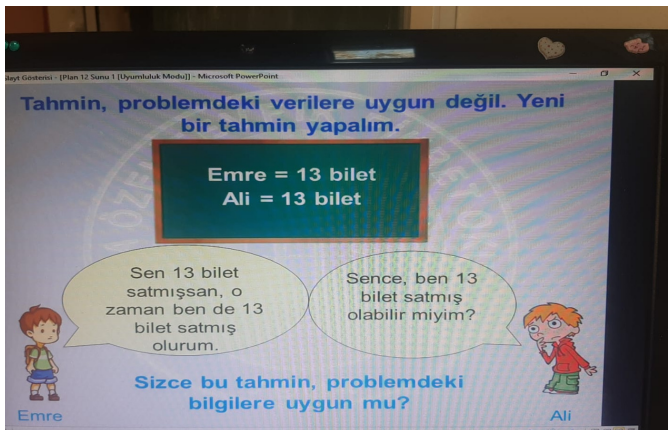 Slayt Gösterisi - [Plan 12 Sunu 1 [Uyumluluk Modu]] - Microsoft PowerPoint
Tahmin, problemdeki verilere uygun değil. Yeni
bir tahmin yapalım.
Emre = 13 bilet
Ali = 13 bilet
Sen 13 bilet
satmışsan, o
zaman ben de 13
bilet satmış
olurum.
Sence, ben 13
bilet satmış
olabilir miyim?
Sizce bu tahmin, problemdeki
bilgilere uygun mu?
Emre
Ali